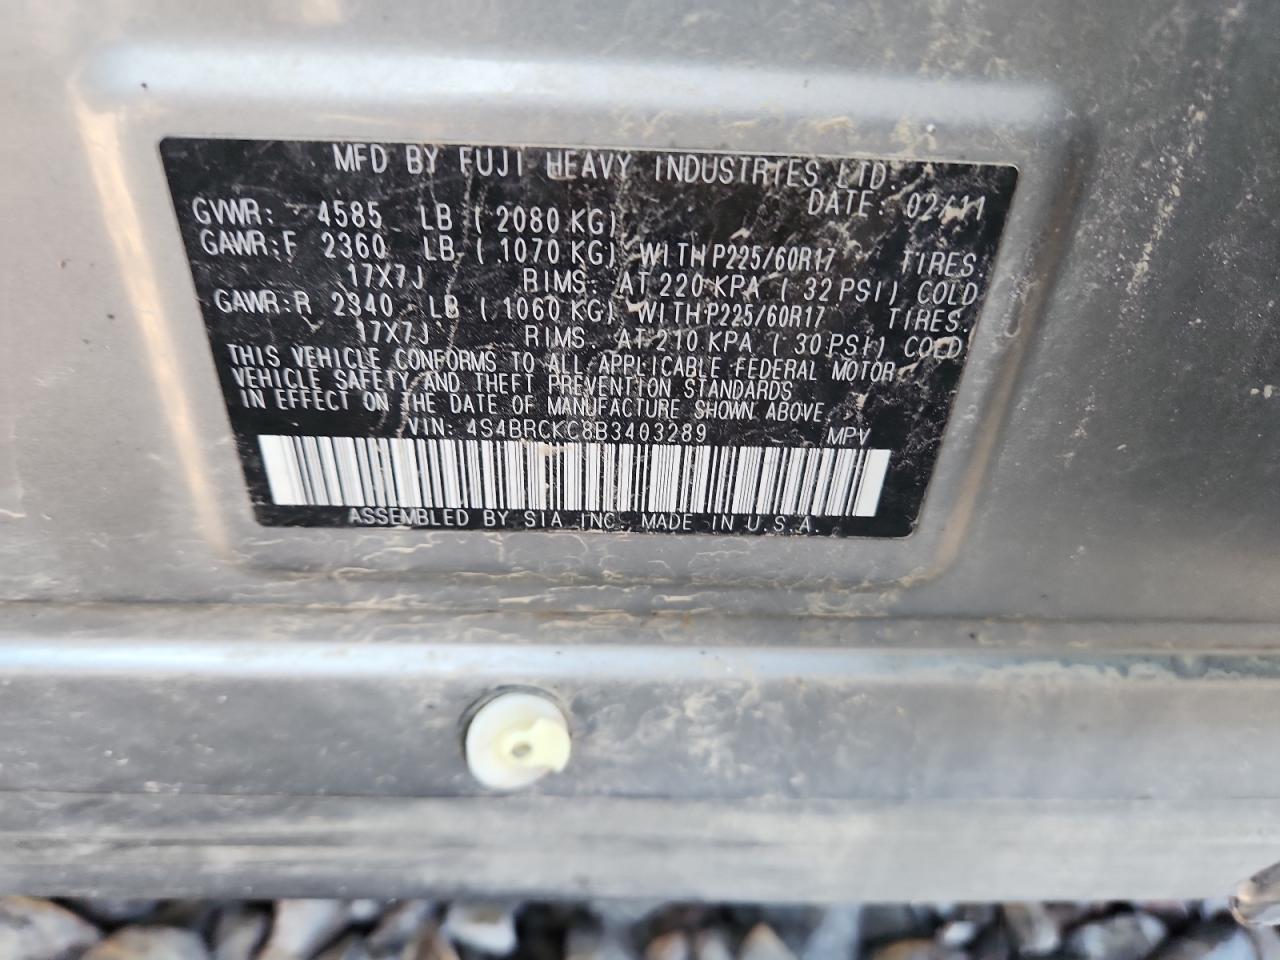 MFD BY FUJI HEAVY INDUSTRIES LTD.
DATE: 02/11
GVWR: 4585 LB (2080 KG)
GAWR:F 2360 LB (1070 KG) WITH P225/60R17 TIRES.
17X7J RIMS. AT 220 KPA (32 PSI) COLD
GAWR:R 2340 LB (1060 KG) WITH P225/60R17 TIRES.
17X7J RIMS. AT 210 KPA (30 PSI) COLD
THIS VEHICLE CONFORMS TO ALL APPLICABLE FEDERAL MOTOR
VEHICLE SAFETY AND THEFT PREVENTION STANDARDS
IN EFFECT ON THE DATE OF MANUFACTURE SHOWN ABOVE.
VIN: 4S4BRCKC8B3403289 MPV
ASSEMBLED BY SIA INC. MADE IN U.S.A.